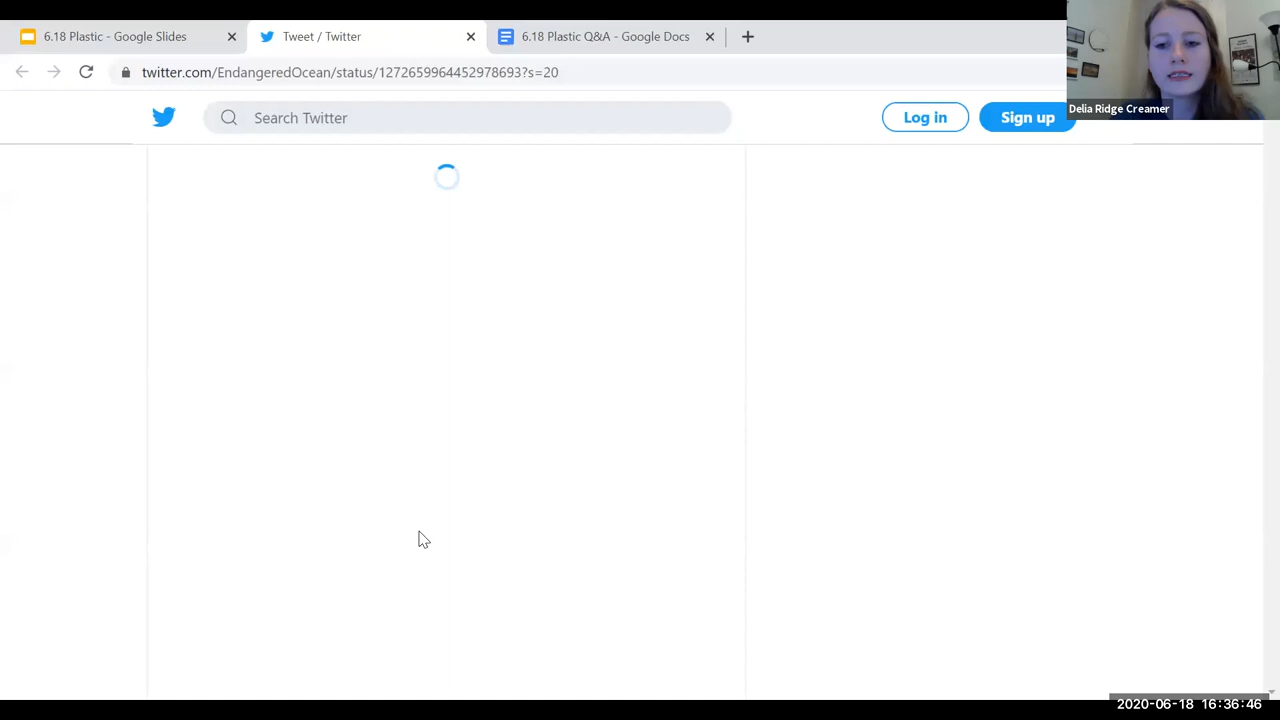 6.18 Plastic - Google Slides
Tweet / Twitter
6.18 Plastic Q&A - Google Docs
twitter.com/EndangeredOcean/status/1272659964452978693?s=20
Search Twitter
Log in
Sign up
Delia Ridge Creamer
2020-06-18 16:36:46